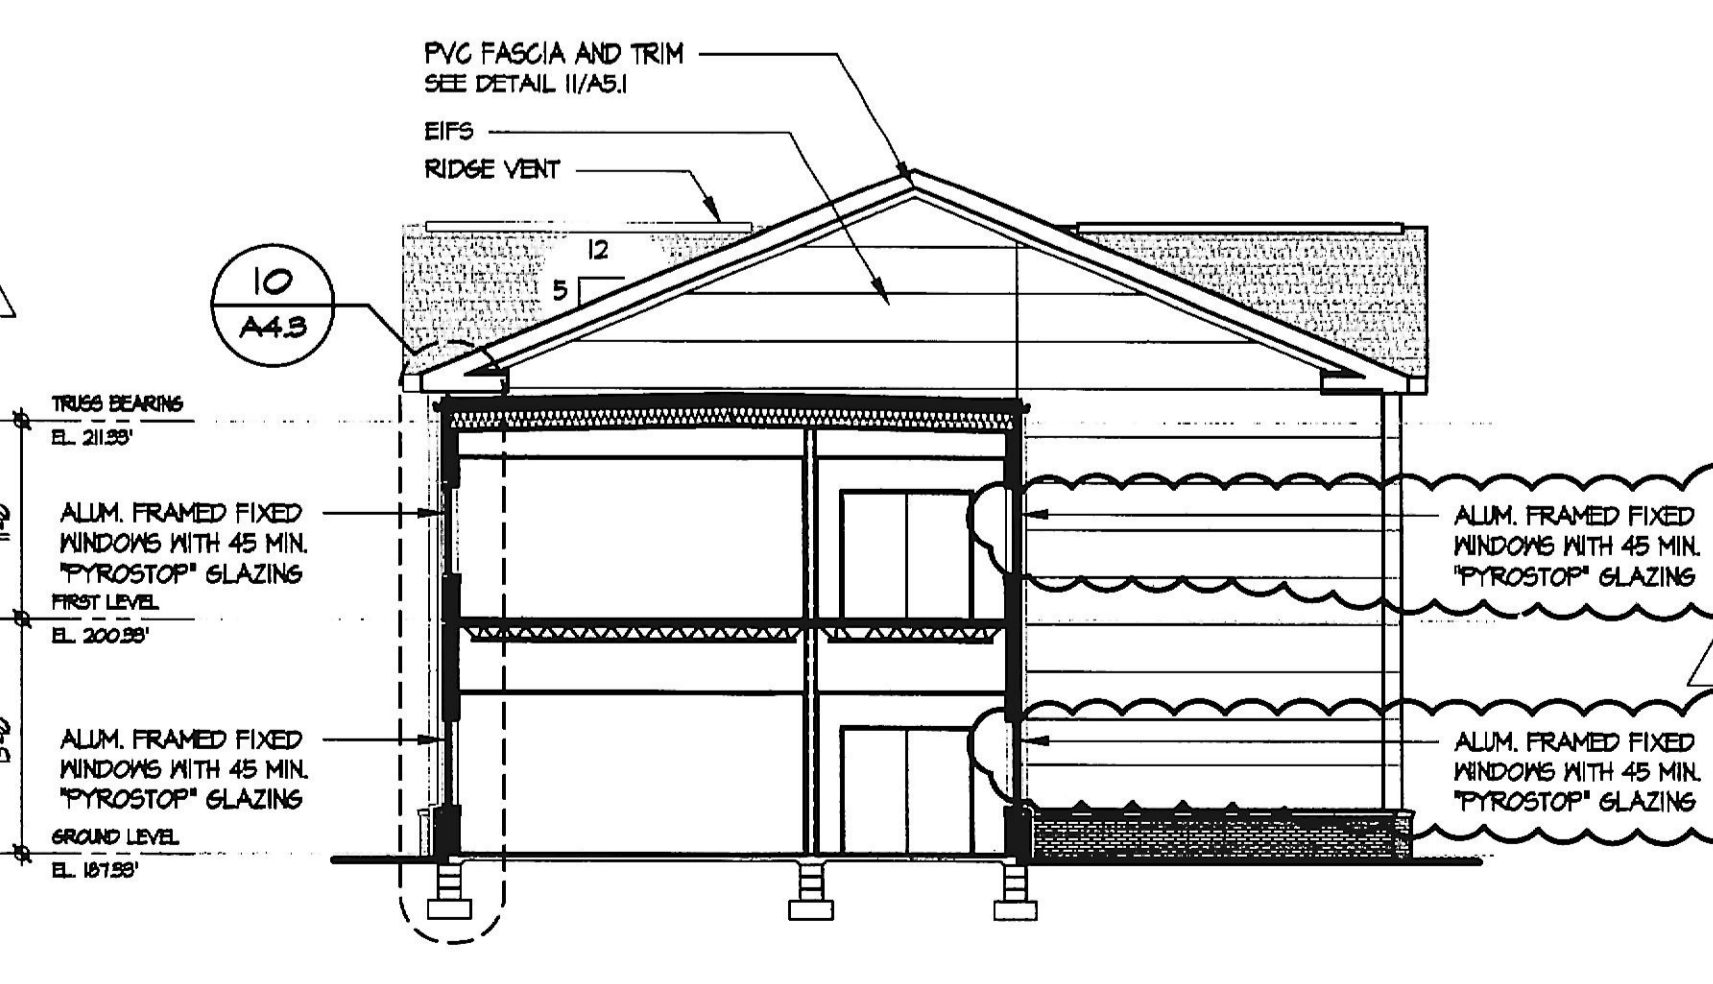 PVC FASCIA AND TRIM
SEE DETAIL 11/A5.1
EIFS
RIDGE VENT
12
5
10
A4.3
TRUSS BEARING
EL. 211.33'
ALUM. FRAMED FIXED
WINDOWS WITH 45 MIN.
"PYROSTOP" GLAZING
FIRST LEVEL
EL. 200.33'
ALUM. FRAMED FIXED
WINDOWS WITH 45 MIN.
"PYROSTOP" GLAZING
GROUND LEVEL
EL. 187.33'
ALUM. FRAMED FIXED
WINDOWS WITH 45 MIN.
"PYROSTOP" GLAZING
ALUM. FRAMED FIXED
WINDOWS WITH 45 MIN.
"PYROSTOP" GLAZING